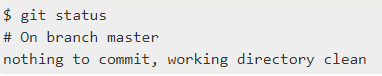 $ git status
# On branch master
nothing to commit, working directory clean